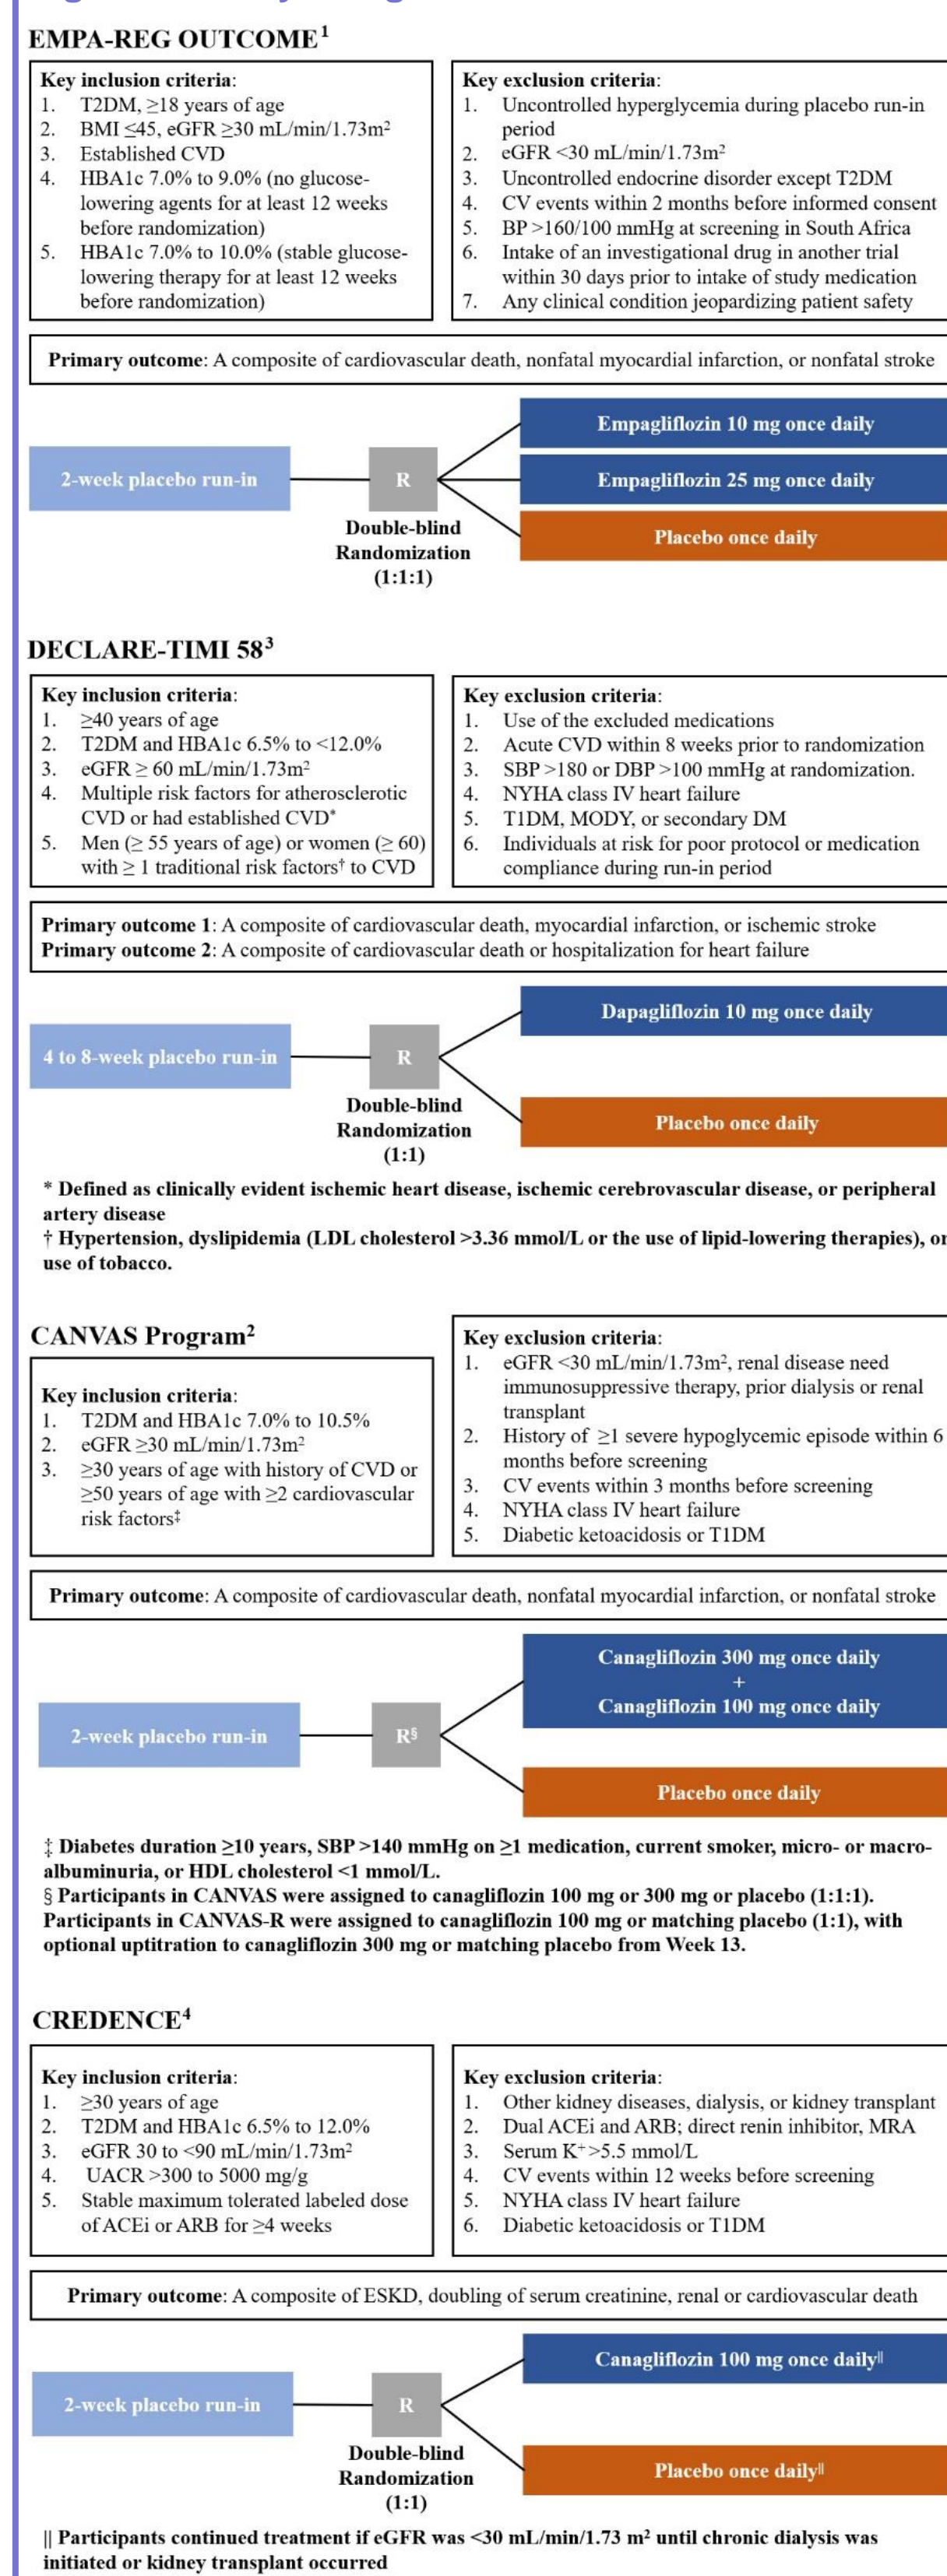 EMPA-REG OUTCOME¹
Key inclusion criteria:
1. T2DM, ≥18 years of age
2. BMI ≤45, eGFR ≥30 mL/min/1.73m²
3. Established CVD
4. HBA1c 7.0% to 9.0% (no glucose-
lowering agents for at least 12 weeks
before randomization)
5. HBA1c 7.0% to 10.0% (stable glucose-
lowering therapy for at least 12 weeks
before randomization)
Key exclusion criteria:
1. Uncontrolled hyperglycemia during placebo run-in
period
2. eGFR <30 mL/min/1.73m²
3. Uncontrolled endocrine disorder except T2DM
4. CV events within 2 months before informed consent
5. BP >160/100 mmHg at screening in South Africa
6. Intake of an investigational drug in another trial
within 30 days prior to intake of study medication
7. Any clinical condition jeopardizing patient safety
Primary outcome: A composite of cardiovascular death, nonfatal myocardial infarction, or nonfatal stroke
2-week placebo run-in
R
Double-blind
Randomization
(1:1:1)
Empagliflozin 10 mg once daily
Empagliflozin 25 mg once daily
Placebo once daily
DECLARE-TIMI 58³
Key inclusion criteria:
1. ≥40 years of age
2. T2DM and HBA1c 6.5% to <12.0%
3. eGFR ≥ 60 mL/min/1.73m²
4. Multiple risk factors for atherosclerotic
CVD or had established CVD*
5. Men (≥ 55 years of age) or women (≥ 60)
with ≥ 1 traditional risk factors† to CVD
Key exclusion criteria:
1. Use of the excluded medications
2. Acute CVD within 8 weeks prior to randomization
3. SBP >180 or DBP >100 mmHg at randomization.
4. NYHA class IV heart failure
5. T1DM, MODY, or secondary DM
6. Individuals at risk for poor protocol or medication
compliance during run-in period
Primary outcome 1: A composite of cardiovascular death, myocardial infarction, or ischemic stroke
Primary outcome 2: A composite of cardiovascular death or hospitalization for heart failure
4 to 8-week placebo run-in
R
Double-blind
Randomization
(1:1)
Dapagliflozin 10 mg once daily
Placebo once daily
* Defined as clinically evident ischemic heart disease, ischemic cerebrovascular disease, or peripheral
artery disease
† Hypertension, dyslipidemia (LDL cholesterol >3.36 mmol/L or the use of lipid-lowering therapies), or
use of tobacco.
CANVAS Program²
Key inclusion criteria:
1. T2DM and HBA1c 7.0% to 10.5%
2. eGFR ≥30 mL/min/1.73m²
3. ≥30 years of age with history of CVD or
≥50 years of age with ≥2 cardiovascular
risk factors‡
Key exclusion criteria:
1. eGFR <30 mL/min/1.73m², renal disease need
immunosuppressive therapy, prior dialysis or renal
transplant
2. History of ≥1 severe hypoglycemic episode within 6
months before screening
3. CV events within 3 months before screening
4. NYHA class IV heart failure
5. Diabetic ketoacidosis or T1DM
Primary outcome: A composite of cardiovascular death, nonfatal myocardial infarction, or nonfatal stroke
2-week placebo run-in
R§
Canagliflozin 300 mg once daily
+
Canagliflozin 100 mg once daily
Placebo once daily
‡ Diabetes duration ≥10 years, SBP >140 mmHg on ≥1 medication, current smoker, micro- or macro-
albuminuria, or HDL cholesterol <1 mmol/L.
§ Participants in CANVAS were assigned to canagliflozin 100 mg or 300 mg or placebo (1:1:1).
Participants in CANVAS-R were assigned to canagliflozin 100 mg or matching placebo (1:1), with
optional uptitration to canagliflozin 300 mg or matching placebo from Week 13.
CREDENCE⁴
Key inclusion criteria:
1. ≥30 years of age
2. T2DM and HBA1c 6.5% to 12.0%
3. eGFR 30 to <90 mL/min/1.73m²
4. UACR >300 to 5000 mg/g
5. Stable maximum tolerated labeled dose
of ACEi or ARB for ≥4 weeks
Key exclusion criteria:
1. Other kidney diseases, dialysis, or kidney transplant
2. Dual ACEi and ARB; direct renin inhibitor, MRA
3. Serum K⁺>5.5 mmol/L
4. CV events within 12 weeks before screening
5. NYHA class IV heart failure
6. Diabetic ketoacidosis or T1DM
Primary outcome: A composite of ESKD, doubling of serum creatinine, renal or cardiovascular death
2-week placebo run-in
R
Double-blind
Randomization
(1:1)
Canagliflozin 100 mg once daily||
Placebo once daily||
|| Participants continued treatment if eGFR was <30 mL/min/1.73 m² until chronic dialysis was
initiated or kidney transplant occurred